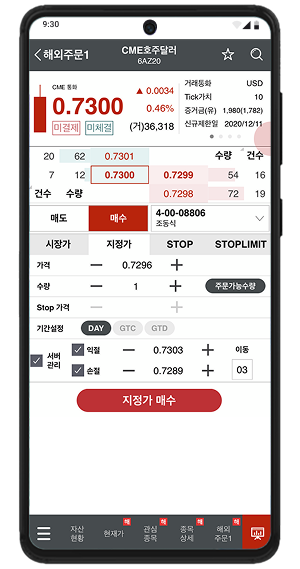 9:30
해외주문1
CME호주달러
6AZ20
CME 통화
0.7300
▲ 0.0034
0.46%
미결제 미체결 (거)36,318
거래통화 USD
Tick가치 10
증거금(유) 1,980(1,782)
신규제한일 2020/12/11
20 62 0.7301 수량 건수
7 12 0.7300 0.7299 54 16
건수 수량 0.7298 72 19
매도 매수 4-00-08806
조동식
시장가 지정가 STOP STOPLIMIT
가격 — 0.7296 +
수량 — 1 + 주문가능수량
Stop 가격 — +
기간설정 DAY GTC GTD
서버
관리
익절 — 0.7303 + 이동
손절 — 0.7289 + 03
지정가 매수
자산
현황
현재가 해
관심
종목 해
종목
상세 해
해외
주문1 해